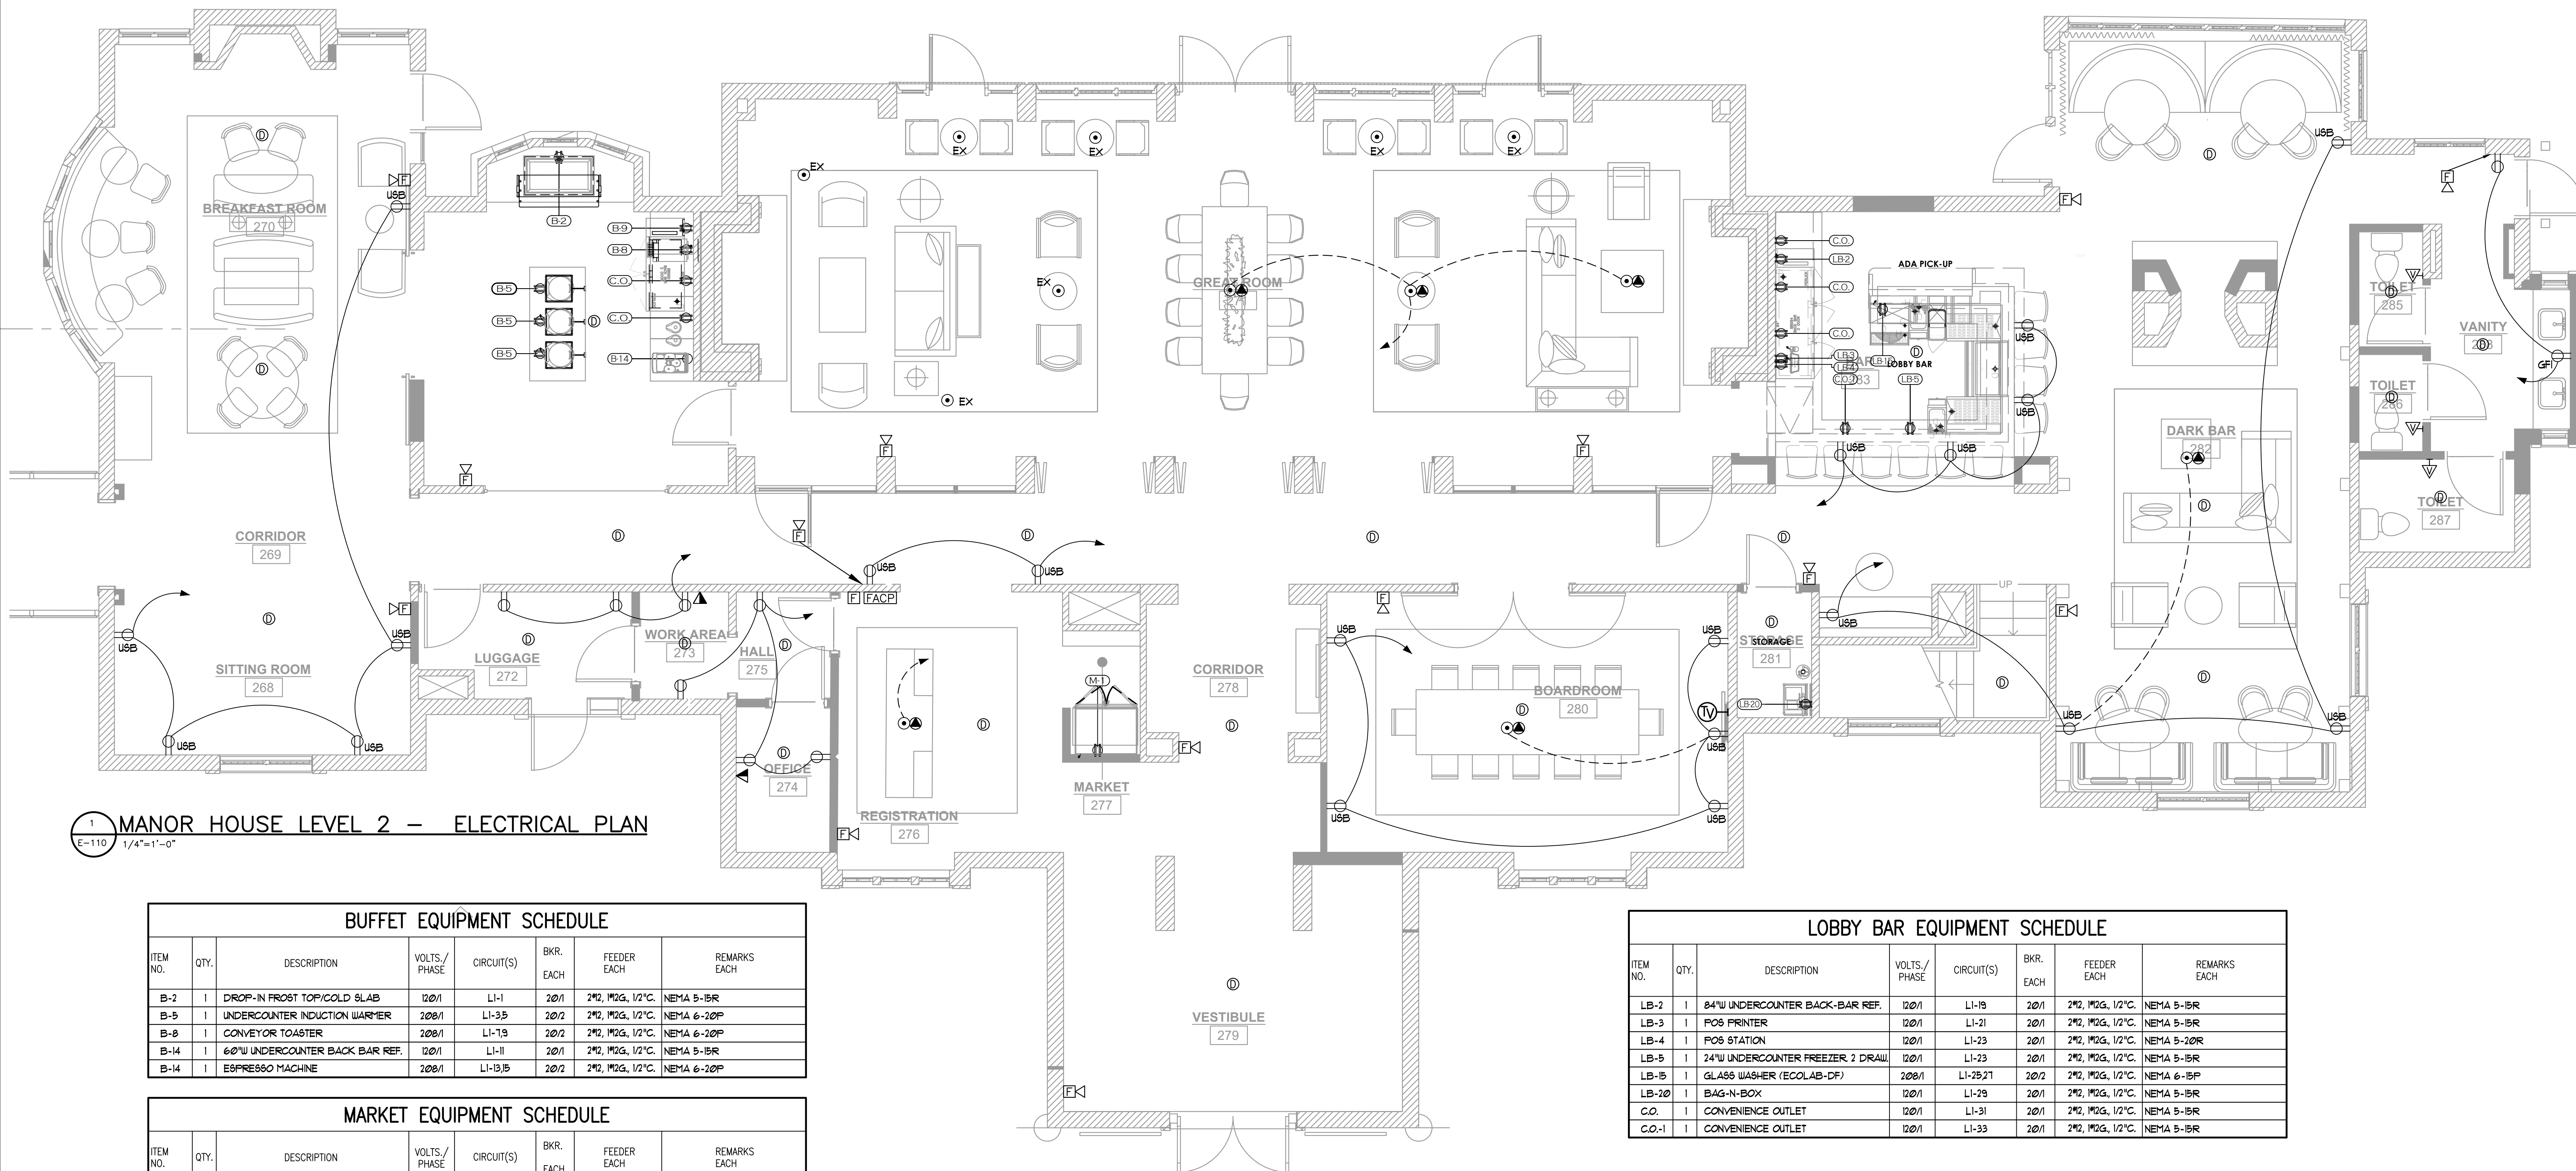 USB
D
USB
D
F
EX
EX
EX
EX
EX
F
F
BREAKFAST ROOM
270
USB
B-2
B-9
B-8
C.O.
C.O.
B-14
B-5
B-5
B-5
D
EX
EX
GREAT ROOM
C.O.
LB-2
C.O.
C.O.
LB-3
LB-4
ADA PICK-UP
D
BAR
283
LOBBY BAR
LB-5
USB
USB
USB
USB
TOILET
285
D
V
VANITY
D
GFI
TOILET
286
D
V
DARK BAR
282
D
V
TOILET
287
D
D
F
F
F
CORRIDOR
269
D
D
F
D
D
D
USB
USB
F
FACP
F
F
UP
F
F
D
USB
USB
LUGGAGE
272
D
WORK AREA
273
D
HALL
275
D
SITTING ROOM
268
USB
USB
OFFICE
274
D
D
REGISTRATION
276
F
M-1
MARKET
277
F
CORRIDOR
278
D
USB
USB
BOARDROOM
280
D
TV
USB
USB
USB
STORAGE
STORAGE
281
D
LB-20
USB
D
D
USB
USB
1
E-110
MANOR HOUSE LEVEL 2 - ELECTRICAL PLAN
1/4"=1'-0"
VESTIBULE
279
D
F
BUFFET EQUIPMENT SCHEDULE
ITEM NO. QTY. DESCRIPTION VOLTS./ PHASE CIRCUIT(S) BKR. EACH FEEDER EACH REMARKS EACH
B-2 1 DROP-IN FROST TOP/COLD SLAB 120/1 L1-1 20/1 2#12, 1#12G., 1/2"C. NEMA 5-15R
B-5 1 UNDERCOUNTER INDUCTION WARMER 208/1 L1-3,5 20/2 2#12, 1#12G., 1/2"C. NEMA 6-20P
B-8 1 CONVEYOR TOASTER 208/1 L1-7,9 20/2 2#12, 1#12G., 1/2"C. NEMA 6-20P
B-14 1 60"W UNDERCOUNTER BACK BAR REF. 120/1 L1-11 20/1 2#12, 1#12G., 1/2"C. NEMA 5-15R
B-14 1 ESPRESSO MACHINE 208/1 L1-13,15 20/2 2#12, 1#12G., 1/2"C. NEMA 6-20P
MARKET EQUIPMENT SCHEDULE
ITEM NO. QTY. DESCRIPTION VOLTS./ PHASE CIRCUIT(S) BKR. EACH FEEDER EACH REMARKS EACH
LOBBY BAR EQUIPMENT SCHEDULE
ITEM NO. QTY. DESCRIPTION VOLTS./ PHASE CIRCUIT(S) BKR. EACH FEEDER EACH REMARKS EACH
LB-2 1 84"W UNDERCOUNTER BACK-BAR REF. 120/1 L1-19 20/1 2#12, 1#12G., 1/2"C. NEMA 5-15R
LB-3 1 POS PRINTER 120/1 L1-21 20/1 2#12, 1#12G., 1/2"C. NEMA 5-15R
LB-4 1 POS STATION 120/1 L1-23 20/1 2#12, 1#12G., 1/2"C. NEMA 5-20R
LB-5 1 24"W UNDERCOUNTER FREEZER 2 DRAW. 120/1 L1-23 20/1 2#12, 1#12G., 1/2"C. NEMA 5-15R
LB-15 1 GLASS WASHER (ECOLAB-DF) 208/1 L1-25,27 20/2 2#12, 1#12G., 1/2"C. NEMA 6-15P
LB-20 1 BAG-N-BOX 120/1 L1-29 20/1 2#12, 1#12G., 1/2"C. NEMA 5-15R
C.O. 1 CONVENIENCE OUTLET 120/1 L1-31 20/1 2#12, 1#12G., 1/2"C. NEMA 5-15R
C.O.-1 1 CONVENIENCE OUTLET 120/1 L1-33 20/1 2#12, 1#12G., 1/2"C. NEMA 5-15R